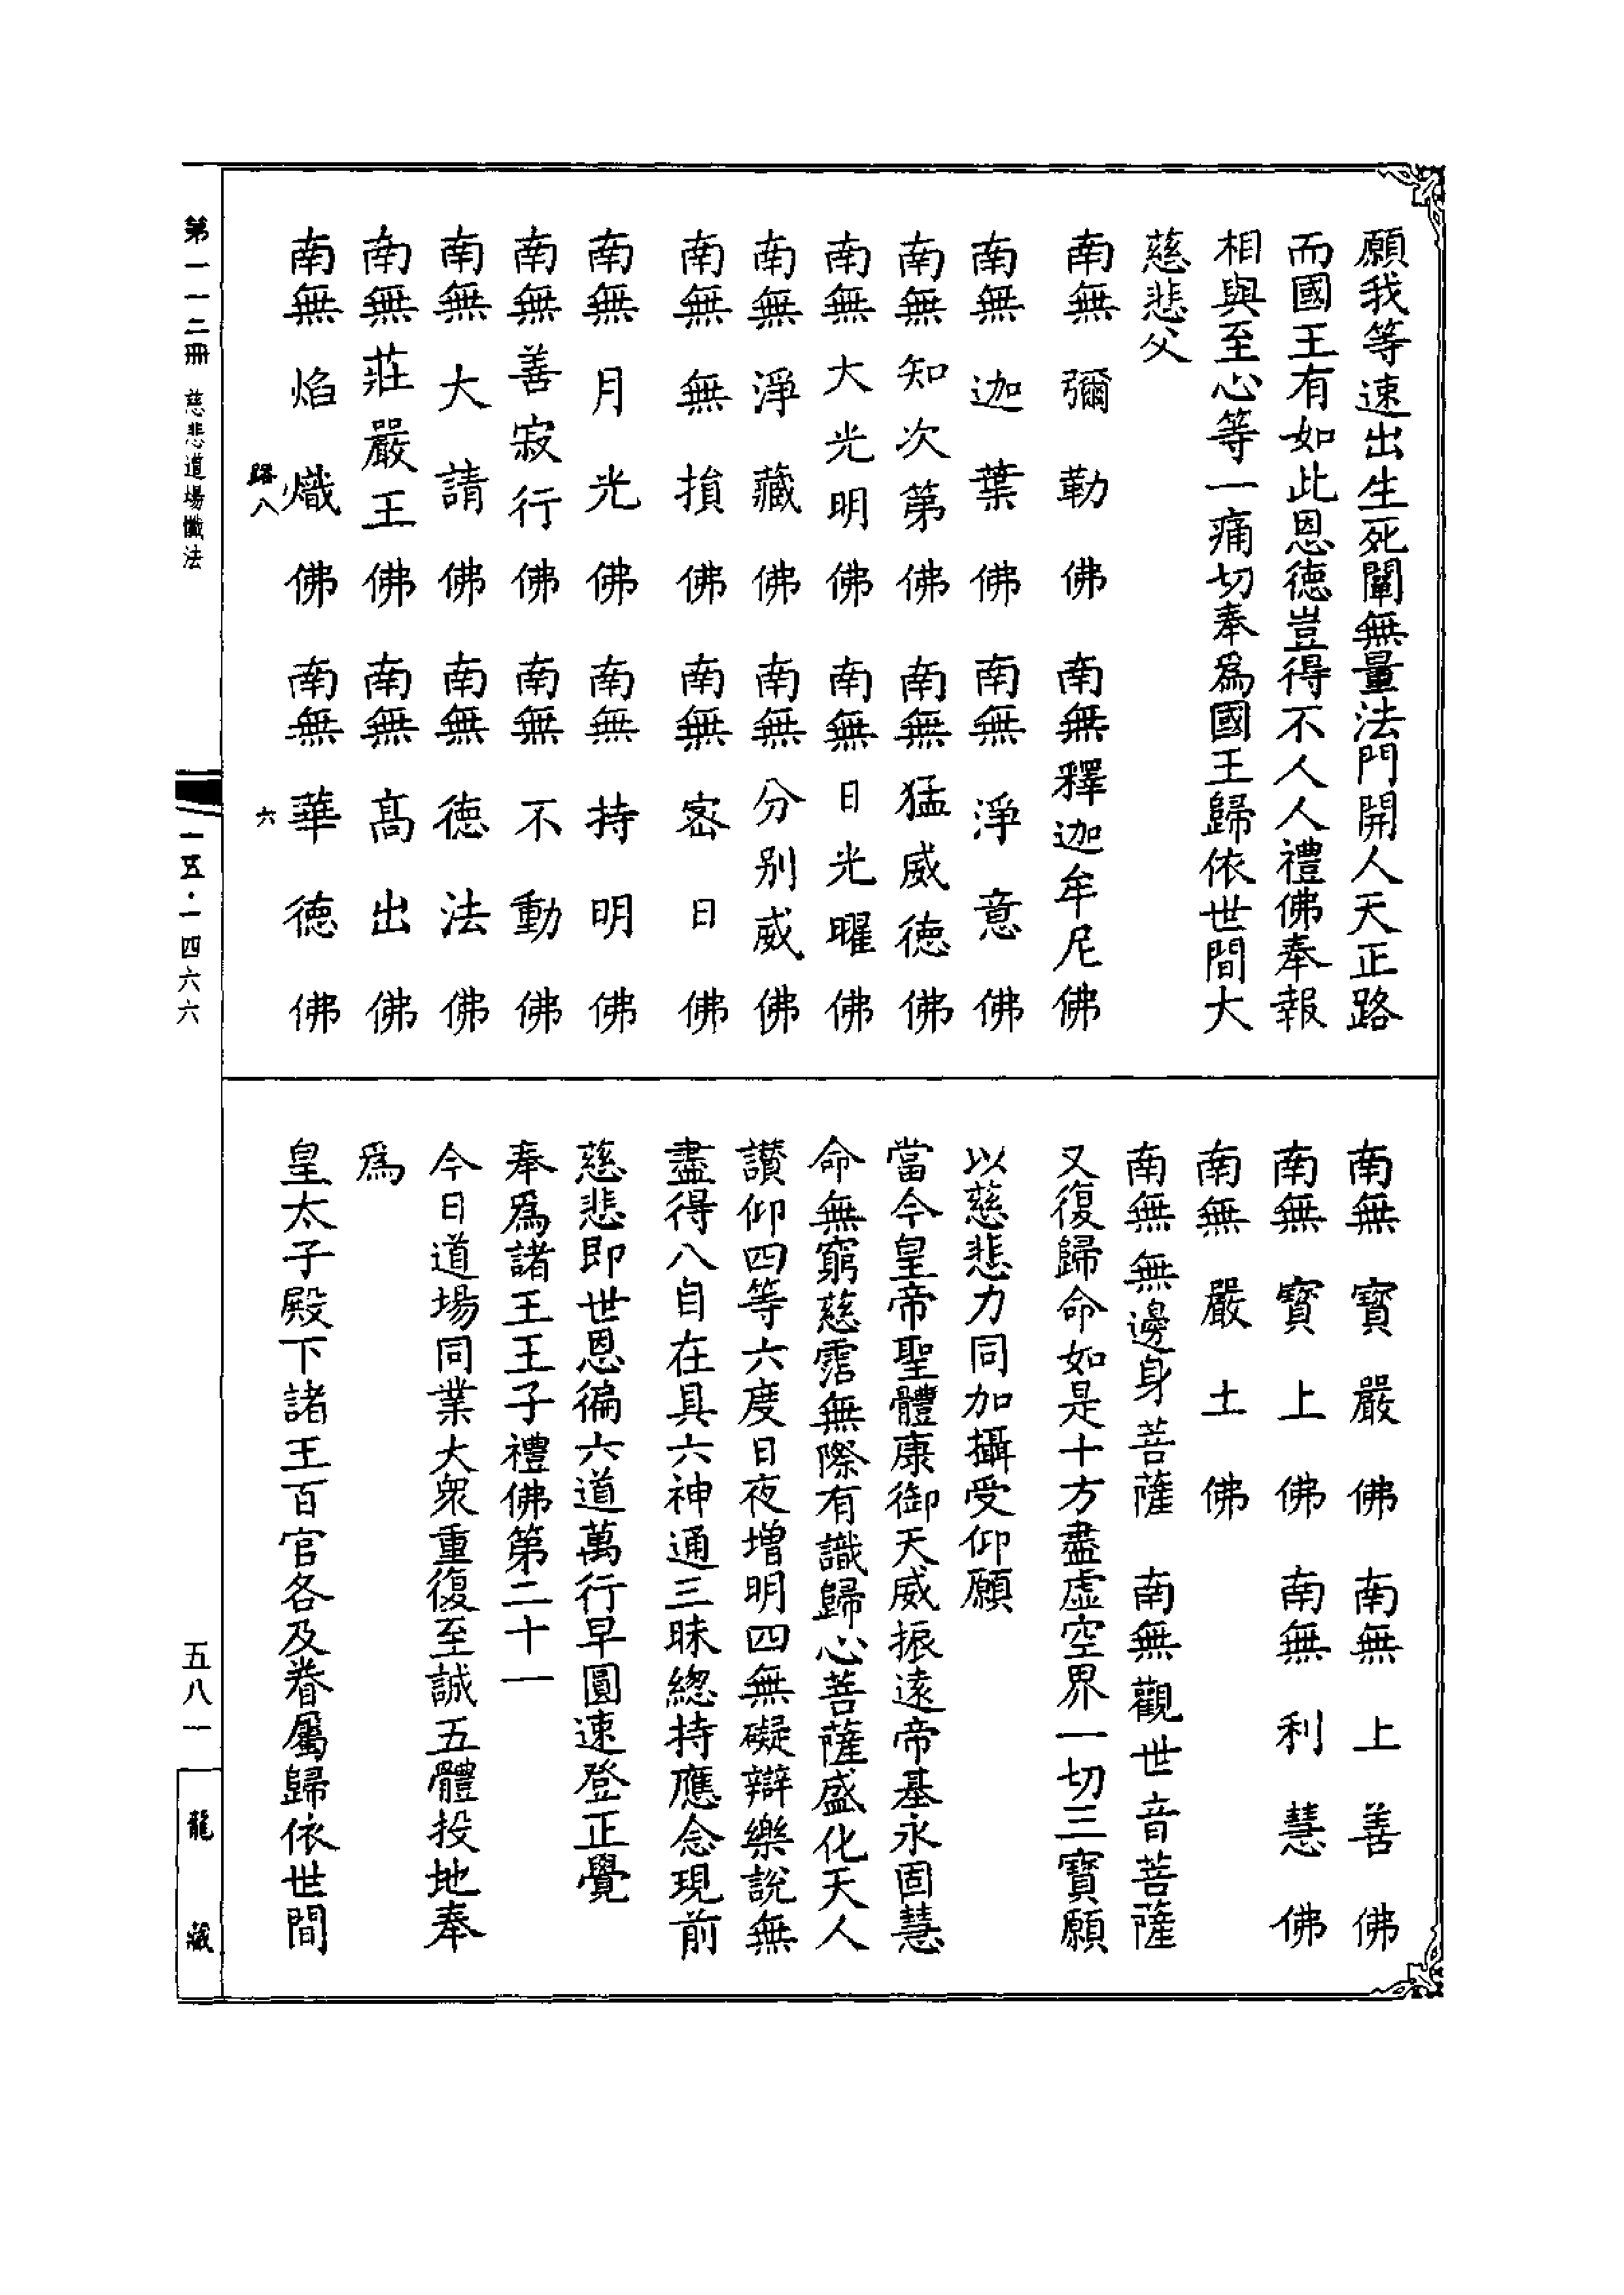 願我等速出生死闡無量法門開人天正路
而國王有如此恩德豈得不人人禮佛奉報
相與至心等一痛切奉爲國王歸依世間大
慈悲父
南無彌勒佛 南無釋迦牟尼佛
南無迦葉佛 南無淨意佛
南無知次第佛 南無猛威德佛
南無大光明佛 南無日光曜佛
南無淨藏佛 南無分別威佛
南無無損佛 南無密日佛
南無月光佛 南無持明佛
南無善寂行佛 南無不動佛
南無大請佛 南無德法佛
南無莊嚴王佛 南無高出佛
南無焰熾佛 南無華德佛
路八 六
南無寶嚴佛 南無上善佛
南無寶上佛 南無利慧佛
南無嚴土佛
南無無邊身菩薩 南無觀世音菩薩
又復歸命如是十方盡虛空界一切三寶願
以慈悲力同加攝受仰願
當今皇帝聖體康御天威振遠帝基永固慧
命無窮慈霑無際有識歸心菩薩盛化天人
讚仰四等六度日夜增明四無礙辯樂說無
盡得八自在具六神通三昧總持應念現前
慈悲即世恩徧六道萬行早圓速登正覺
奉爲諸王王子禮佛第二十一
今日道場同業大衆重復至誠五體投地奉
爲
皇太子殿下諸王百官各及眷屬歸依世間
第一一二冊 慈悲道場懺法
一五·一四六六
五八一
龍藏